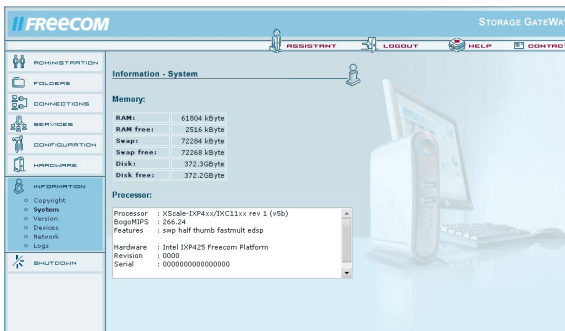 FREECOM
STORAGE GATEWA
ASSISTANT
LOGOUT
HELP
CONTACT
ADMINISTRATION
FOLDERS
CONNECTIONS
SERVICES
CONFIGURATION
HARDWARE
INFORMATION
Copyright
System
Version
Devices
Network
Logs
SHUTDOWN
Information - System
Memory:
RAM: 61804 kByte
RAM free: 2516 kByte
Swap: 72284 kByte
Swap free: 72268 kByte
Disk: 372.3GByte
Disk free: 372.2GByte
Processor:
Processor : XScale-IXP4xx/IXC11xx rev 1 (v5b)
BogoMIPS : 266.24
Features : swp half thumb fastmult edsp
Hardware : Intel IXP425 Freecom Platform
Revision : 0000
Serial : 0000000000000000